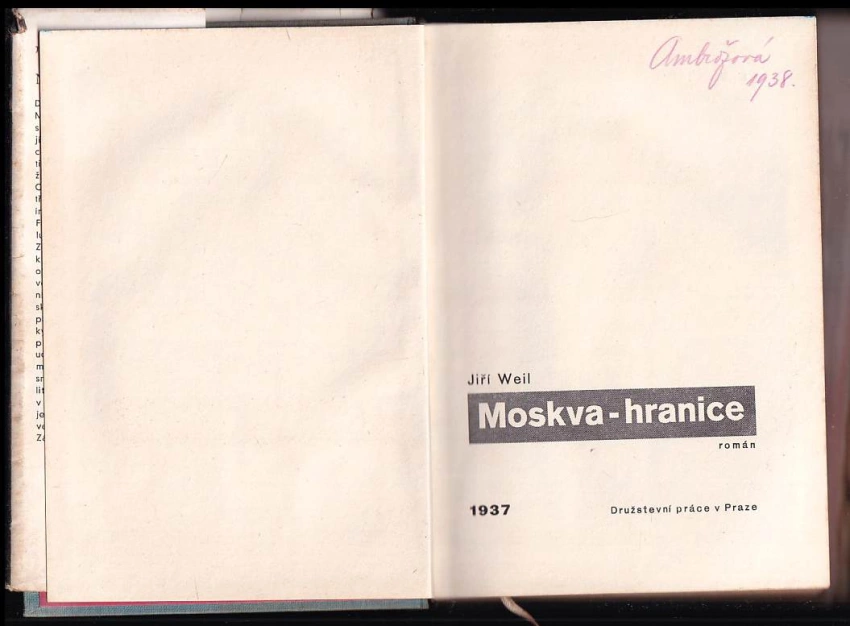 Ambrožová
1938.
Jiří Weil
Moskva-hranice
román
1937 Družstevní práce v Praze